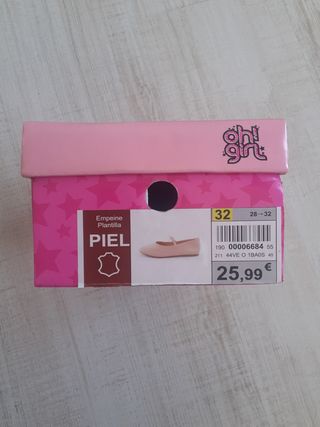 oh!
girl
Empeine
Plantilla
PIEL
32
28→32
190 00006684 55
211 44VE O 1BA0S 45
25,99€